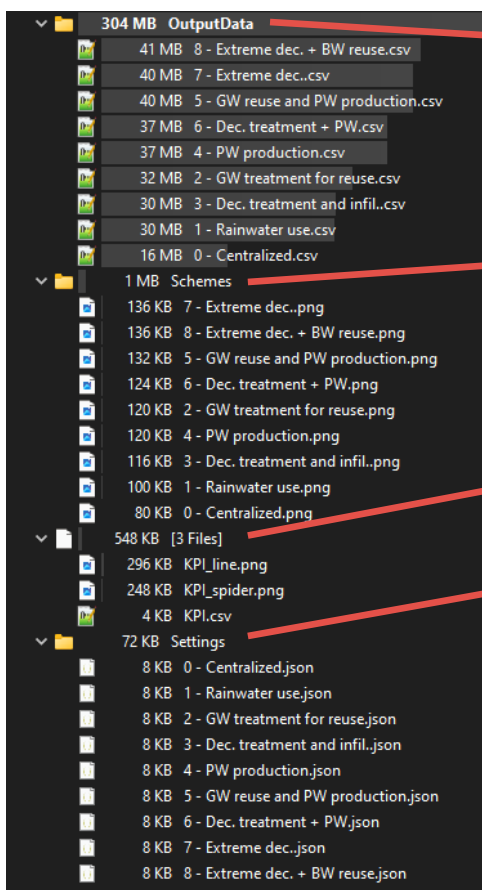 304 MB OutputData
41 MB 8 - Extreme dec. + BW reuse.csv
40 MB 7 - Extreme dec..csv
40 MB 5 - GW reuse and PW production.csv
37 MB 6 - Dec. treatment + PW.csv
37 MB 4 - PW production.csv
32 MB 2 - GW treatment for reuse.csv
30 MB 3 - Dec. treatment and infil..csv
30 MB 1 - Rainwater use.csv
16 MB 0 - Centralized.csv
1 MB Schemes
136 KB 7 - Extreme dec..png
136 KB 8 - Extreme dec. + BW reuse.png
132 KB 5 - GW reuse and PW production.png
124 KB 6 - Dec. treatment + PW.png
120 KB 2 - GW treatment for reuse.png
120 KB 4 - PW production.png
116 KB 3 - Dec. treatment and infil..png
100 KB 1 - Rainwater use.png
80 KB 0 - Centralized.png
548 KB [3 Files]
296 KB KPI_line.png
248 KB KPI_spider.png
4 KB KPI.csv
72 KB Settings
8 KB 0 - Centralized.json
8 KB 1 - Rainwater use.json
8 KB 2 - GW treatment for reuse.json
8 KB 3 - Dec. treatment and infil..json
8 KB 4 - PW production.json
8 KB 5 - GW reuse and PW production.json
8 KB 6 - Dec. treatment + PW.json
8 KB 7 - Extreme dec..json
8 KB 8 - Extreme dec. + BW reuse.json